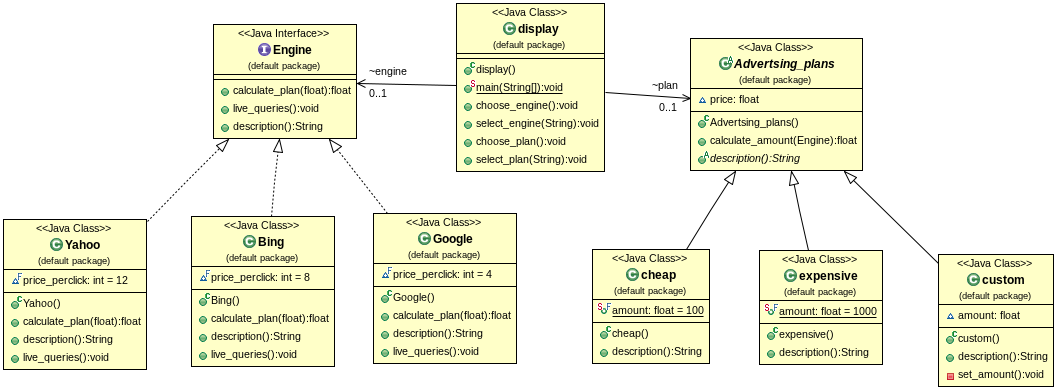 <<Java Interface>>
Engine
(default package)
calculate_plan(float):float
live_queries():void
description():String
<<Java Class>>
display
(default package)
display()
main(String[]):void
choose_engine():void
select_engine(String):void
choose_plan():void
select_plan(String):void
<<Java Class>>
Advertsing_plans
(default package)
price: float
Advertsing_plans()
calculate_amount(Engine):float
description():String
~engine
0..1
~plan
0..1
<<Java Class>>
Yahoo
(default package)
price_perclick: int = 12
Yahoo()
calculate_plan(float):float
description():String
live_queries():void
<<Java Class>>
Bing
(default package)
price_perclick: int = 8
Bing()
calculate_plan(float):float
description():String
live_queries():void
<<Java Class>>
Google
(default package)
price_perclick: int = 4
Google()
calculate_plan(float):float
description():String
live_queries():void
<<Java Class>>
cheap
(default package)
amount: float = 100
cheap()
description():String
<<Java Class>>
expensive
(default package)
amount: float = 1000
expensive()
description():String
<<Java Class>>
custom
(default package)
amount: float
custom()
description():String
set_amount():void